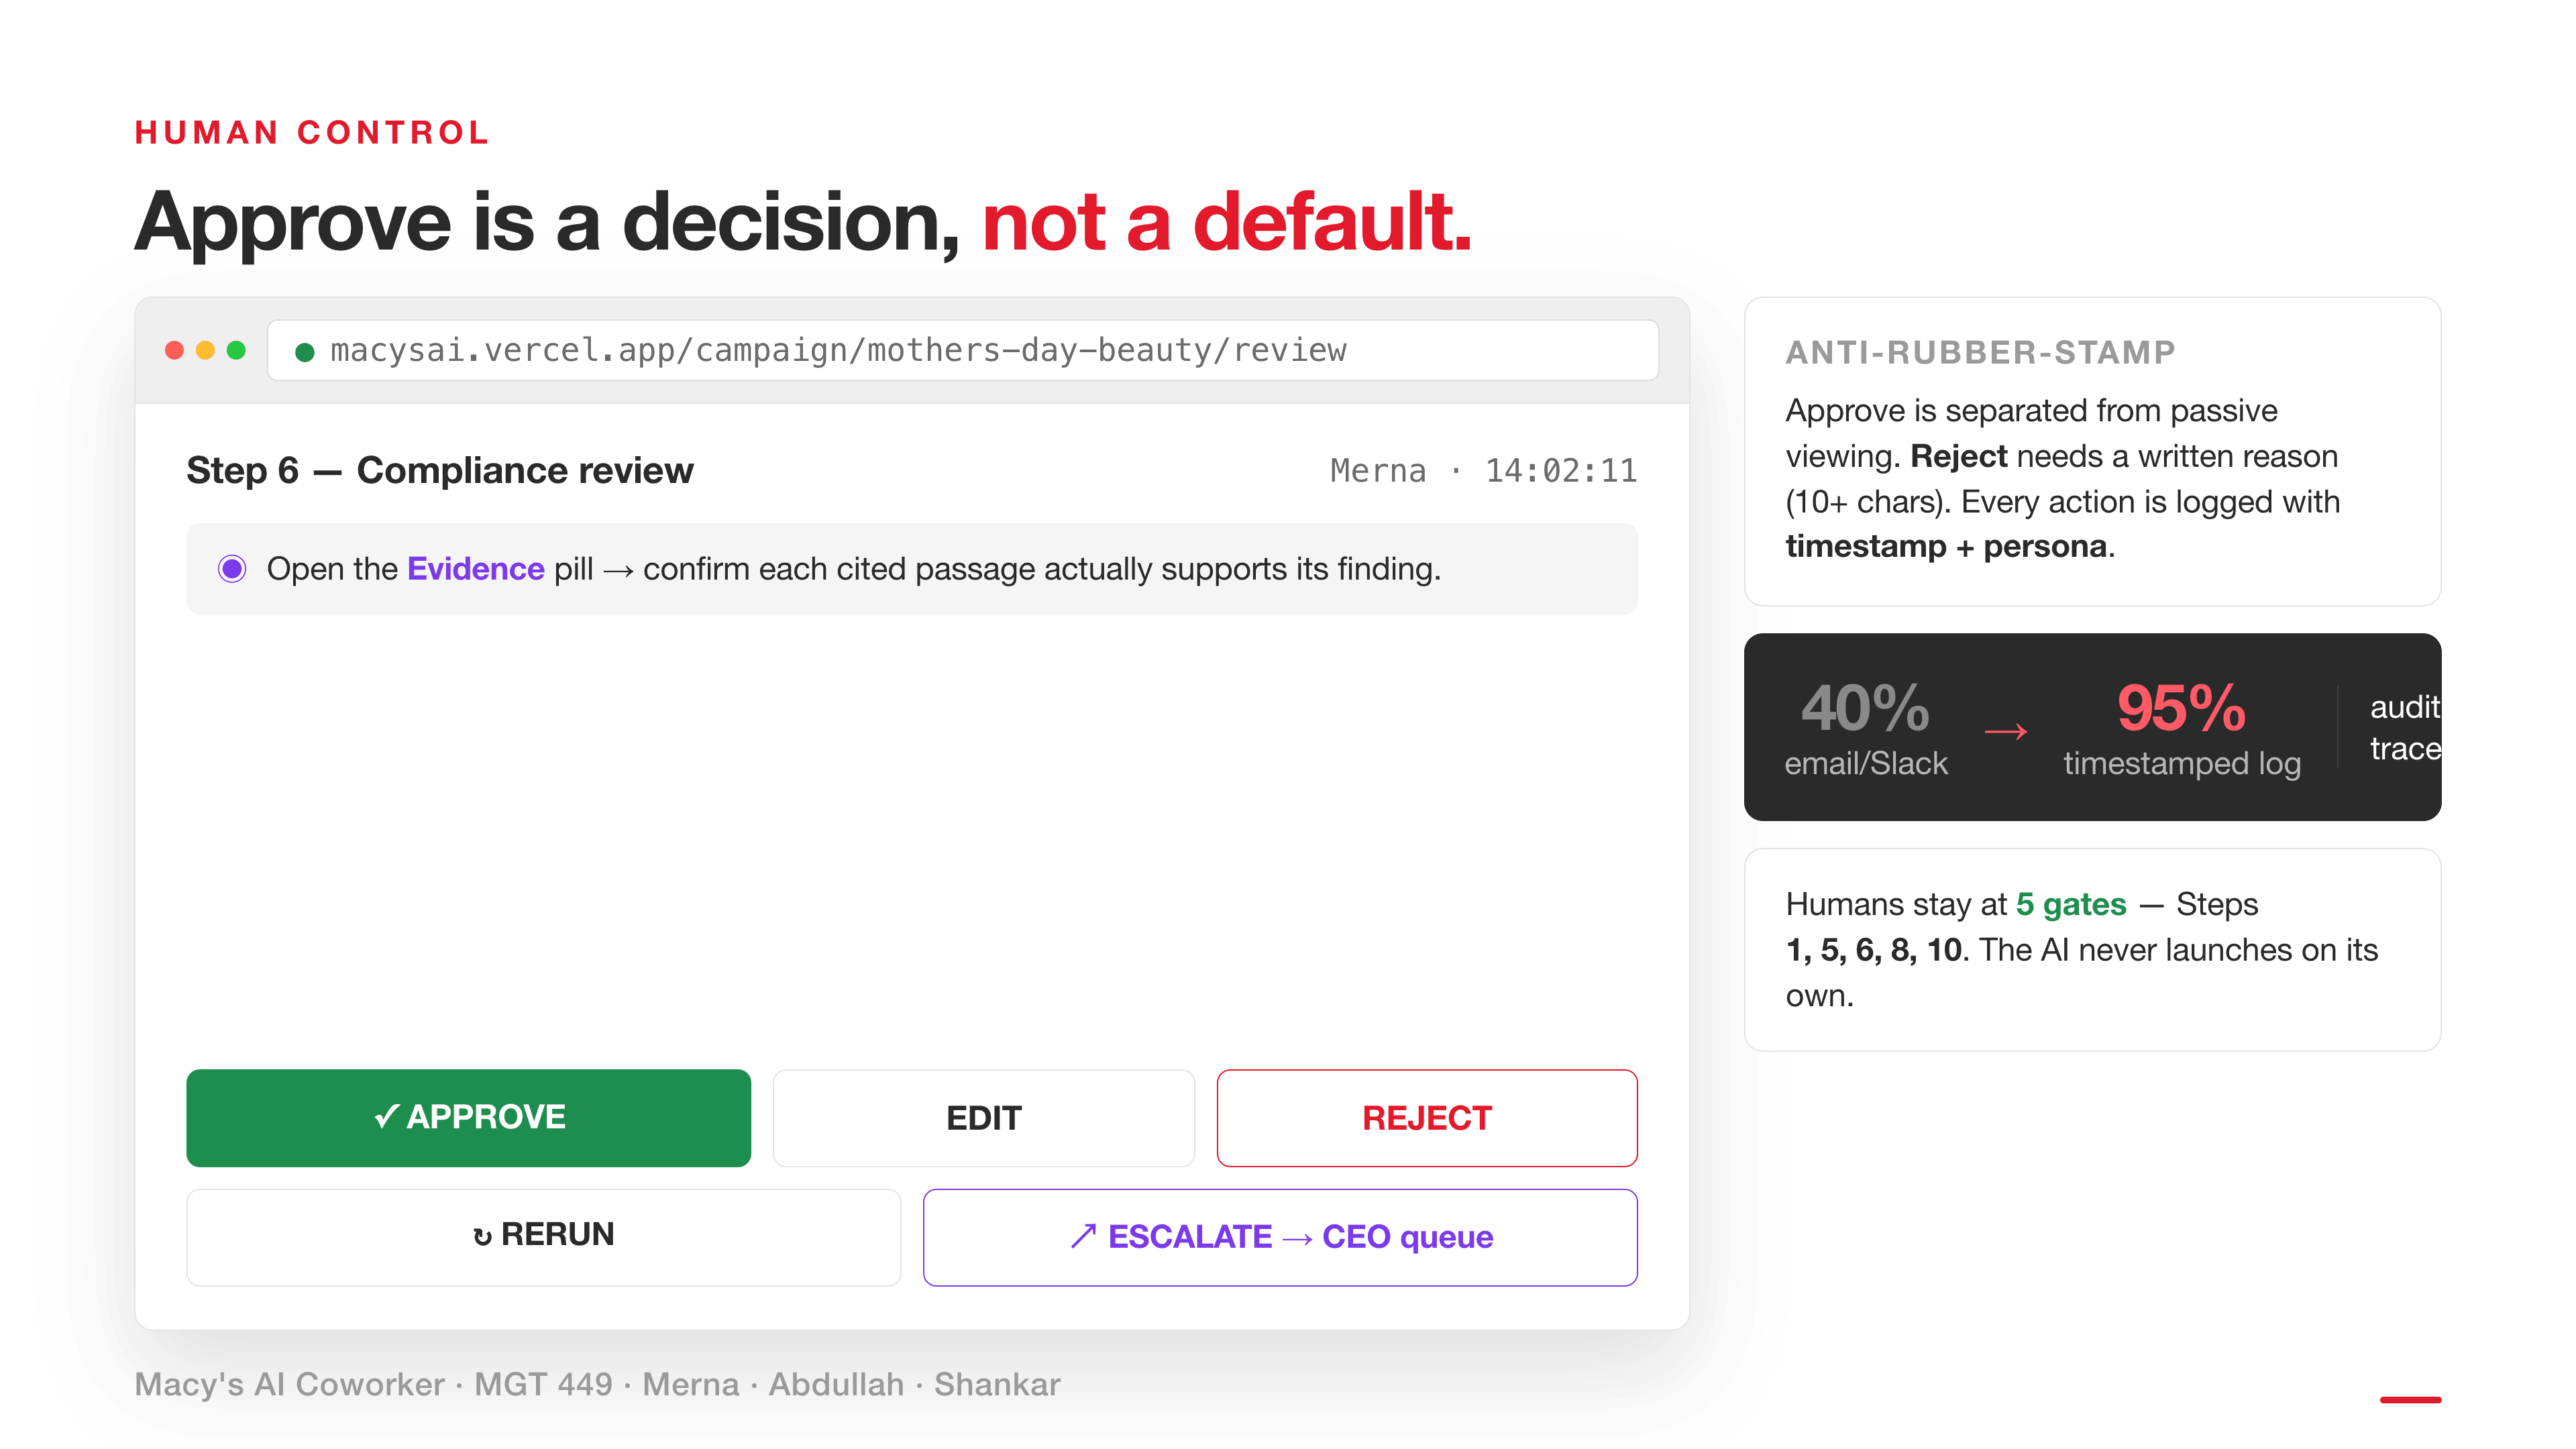 HUMAN CONTROL
Approve is a decision, not a default.
macysai.vercel.app/campaign/mothers-day-beauty/review
Step 6 — Compliance review
Merna · 14:02:11
Open the Evidence pill → confirm each cited passage actually supports its finding.
✓ APPROVE
EDIT
REJECT
↻ RERUN
↗ ESCALATE → CEO queue
ANTI-RUBBER-STAMP
Approve is separated from passive
viewing. Reject needs a written reason
(10+ chars). Every action is logged with
timestamp + persona.
40%
email/Slack
→
95%
timestamped log
audit
trace
Humans stay at 5 gates — Steps
1, 5, 6, 8, 10. The AI never launches on its
own.
Macy's AI Coworker · MGT 449 · Merna · Abdullah · Shankar